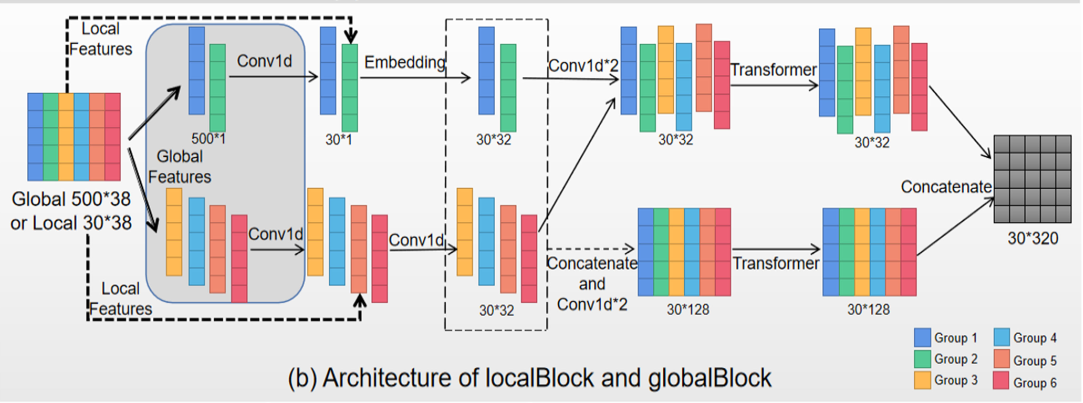 Local
Features
Conv1d
Embedding
Conv1d*2
Transformer
500*1
30*1
30*32
30*32
30*32
Global
Features
Global 500*38
or Local 30*38
Concatenate
30*320
Conv1d
Conv1d
Local
Features
30*32
Concatenate
and
Conv1d*2
Transformer
30*128
30*128
Group 1
Group 4
Group 2
Group 5
Group 3
Group 6
(b) Architecture of localBlock and globalBlock